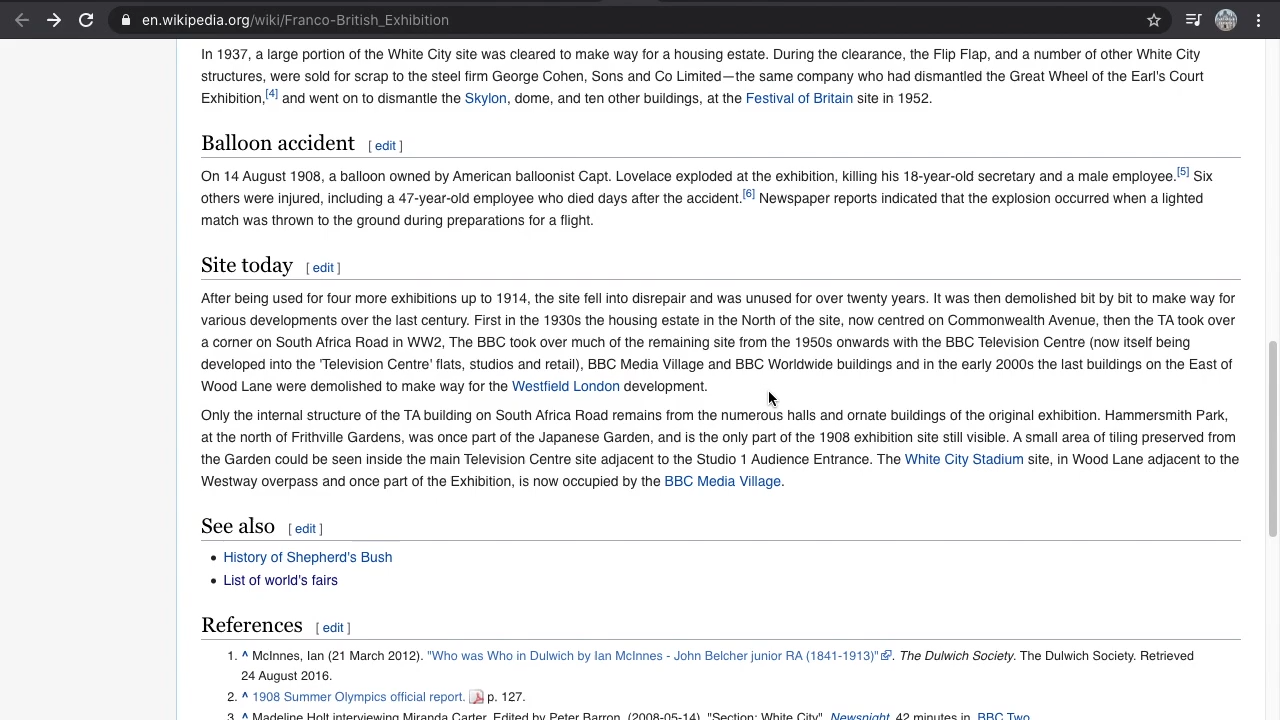 en.wikipedia.org/wiki/Franco-British_Exhibition
In 1937, a large portion of the White City site was cleared to make way for a housing estate. During the clearance, the Flip Flap, and a number of other White City
structures, were sold for scrap to the steel firm George Cohen, Sons and Co Limited—the same company who had dismantled the Great Wheel of the Earl's Court
Exhibition,[4] and went on to dismantle the Skylon, dome, and ten other buildings, at the Festival of Britain site in 1952.
Balloon accident [ edit ]
On 14 August 1908, a balloon owned by American balloonist Capt. Lovelace exploded at the exhibition, killing his 18-year-old secretary and a male employee.[5] Six
others were injured, including a 47-year-old employee who died days after the accident.[6] Newspaper reports indicated that the explosion occurred when a lighted
match was thrown to the ground during preparations for a flight.
Site today [ edit ]
After being used for four more exhibitions up to 1914, the site fell into disrepair and was unused for over twenty years. It was then demolished bit by bit to make way for
various developments over the last century. First in the 1930s the housing estate in the North of the site, now centred on Commonwealth Avenue, then the TA took over
a corner on South Africa Road in WW2, The BBC took over much of the remaining site from the 1950s onwards with the BBC Television Centre (now itself being
developed into the 'Television Centre' flats, studios and retail), BBC Media Village and BBC Worldwide buildings and in the early 2000s the last buildings on the East of
Wood Lane were demolished to make way for the Westfield London development.
Only the internal structure of the TA building on South Africa Road remains from the numerous halls and ornate buildings of the original exhibition. Hammersmith Park,
at the north of Frithville Gardens, was once part of the Japanese Garden, and is the only part of the 1908 exhibition site still visible. A small area of tiling preserved from
the Garden could be seen inside the main Television Centre site adjacent to the Studio 1 Audience Entrance. The White City Stadium site, in Wood Lane adjacent to the
Westway overpass and once part of the Exhibition, is now occupied by the BBC Media Village.
See also [ edit ]
• History of Shepherd's Bush
• List of world's fairs
References [ edit ]
1. ^ McInnes, Ian (21 March 2012). "Who was Who in Dulwich by Ian McInnes - John Belcher junior RA (1841-1913)". The Dulwich Society. The Dulwich Society. Retrieved
24 August 2016.
2. ^ 1908 Summer Olympics official report. p. 127.
3. ^ Madeline Holt interviewing Miranda Carter. Edited by Peter Barron. (2008-05-14). "Section: White City". Newsnight. 42 minutes in. BBC Two.